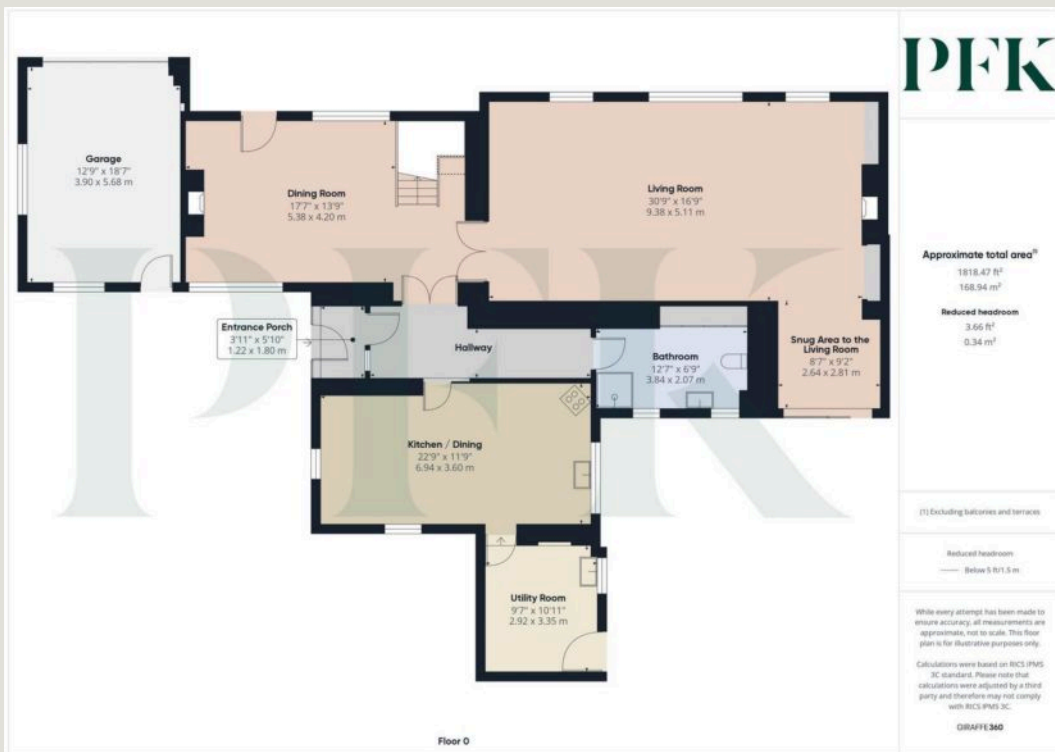 PFK
Garage
12'9" x 18'7"
3.90 x 5.68 m
Dining Room
17'7" x 13'9"
5.38 x 4.20 m
Living Room
30'9" x 16'9"
9.38 x 5.11 m
Entrance Porch
3'11" x 5'10"
1.22 x 1.80 m
Hallway
Bathroom
12'7" x 6'9"
3.84 x 2.07 m
Snug Area to the
Living Room
8'7" x 9'2"
2.64 x 2.81 m
Kitchen / Dining
22'9" x 11'9"
6.94 x 3.60 m
Utility Room
9'7" x 10'11"
2.92 x 3.35 m
PFK
Floor 0
Approximate total area⁽¹⁾
1818.47 ft²
168.94 m²
Reduced headroom
3.66 ft²
0.34 m²
(1) Excluding balconies and terraces
Reduced headroom
Below 5 ft/1.5 m
While every attempt has been made to
ensure accuracy, all measurements are
approximate, not to scale. This floor
plan is for illustrative purposes only.
Calculations were based on RICS IPMS
3C standard. Please note that
calculations were adjusted by a third
party and therefore may not comply
with RICS IPMS 3C.
GIRAFFE360